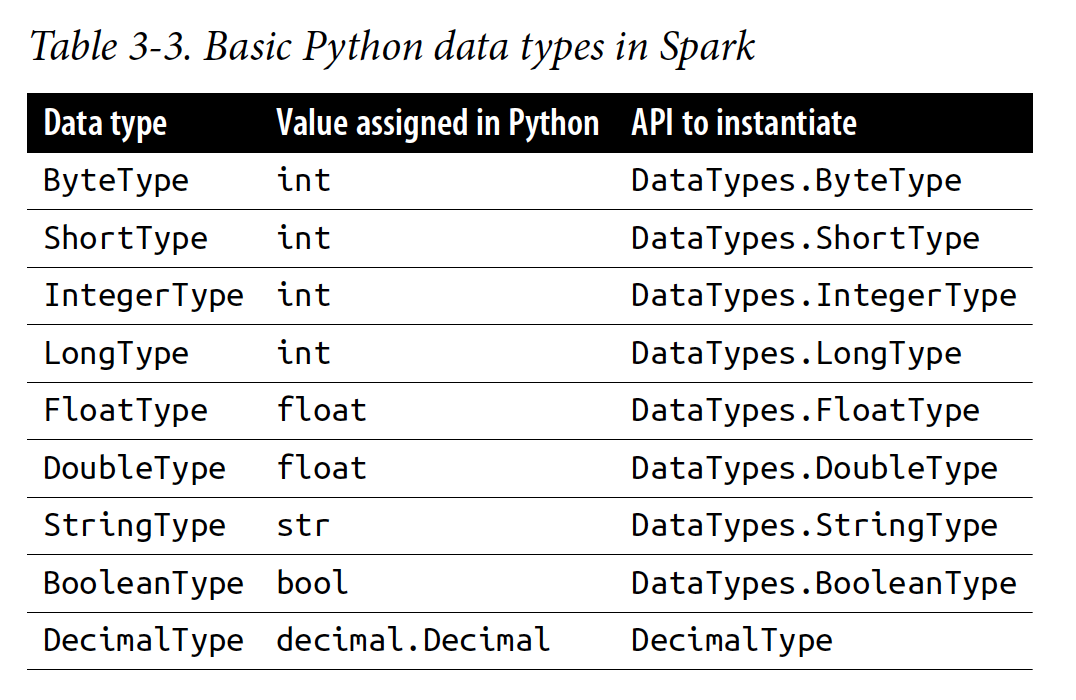 Table 3-3. Basic Python data types in Spark
Data type Value assigned in Python API to instantiate
ByteType int DataTypes.ByteType
ShortType int DataTypes.ShortType
IntegerType int DataTypes.IntegerType
LongType int DataTypes.LongType
FloatType float DataTypes.FloatType
DoubleType float DataTypes.DoubleType
StringType str DataTypes.StringType
BooleanType bool DataTypes.BooleanType
DecimalType decimal.Decimal DecimalType